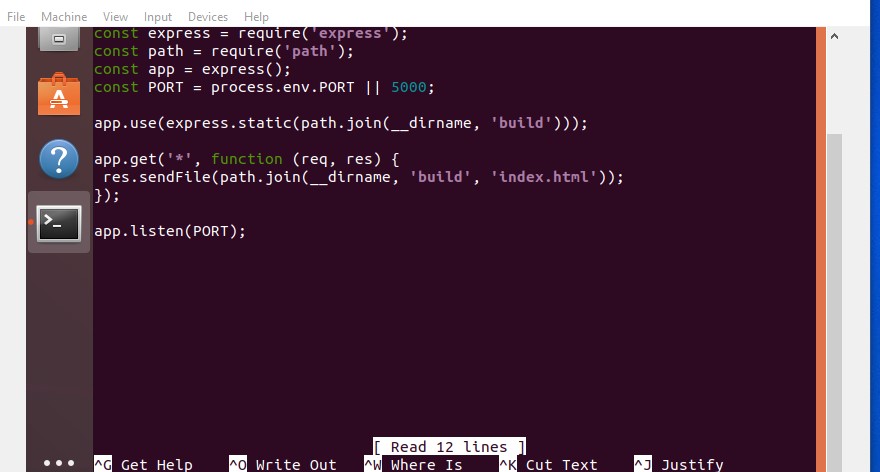 File Machine View Input Devices Help
const express = require('express');
const path = require('path');
const app = express();
const PORT = process.env.PORT || 5000;
app.use(express.static(path.join(__dirname, 'build')));
app.get('*', function (req, res) {
res.sendFile(path.join(__dirname, 'build', 'index.html'));
});
app.listen(PORT);
[ Read 12 lines ]
^G Get Help ^O Write Out ^W Where Is ^K Cut Text ^J Justify